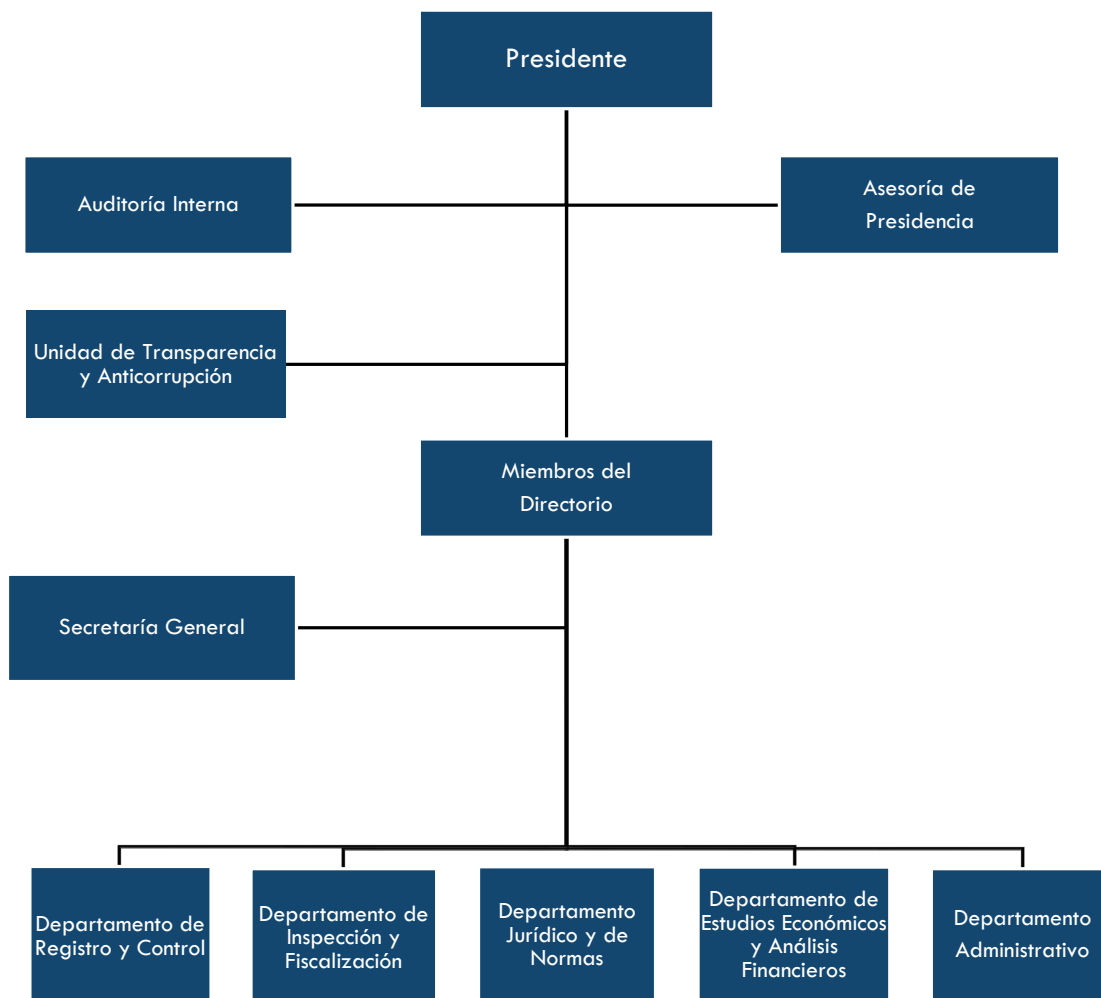 Presidente
Auditoría Interna
Asesoría de
Presidencia
Unidad de Transparencia
y Anticorrupción
Miembros del
Directorio
Secretaría General
Departamento de
Registro y Control
Departamento de
Inspección y
Fiscalización
Departamento
Jurídico y de
Normas
Departamento de
Estudios Económicos
y Análisis
Financieros
Departamento
Administrativo